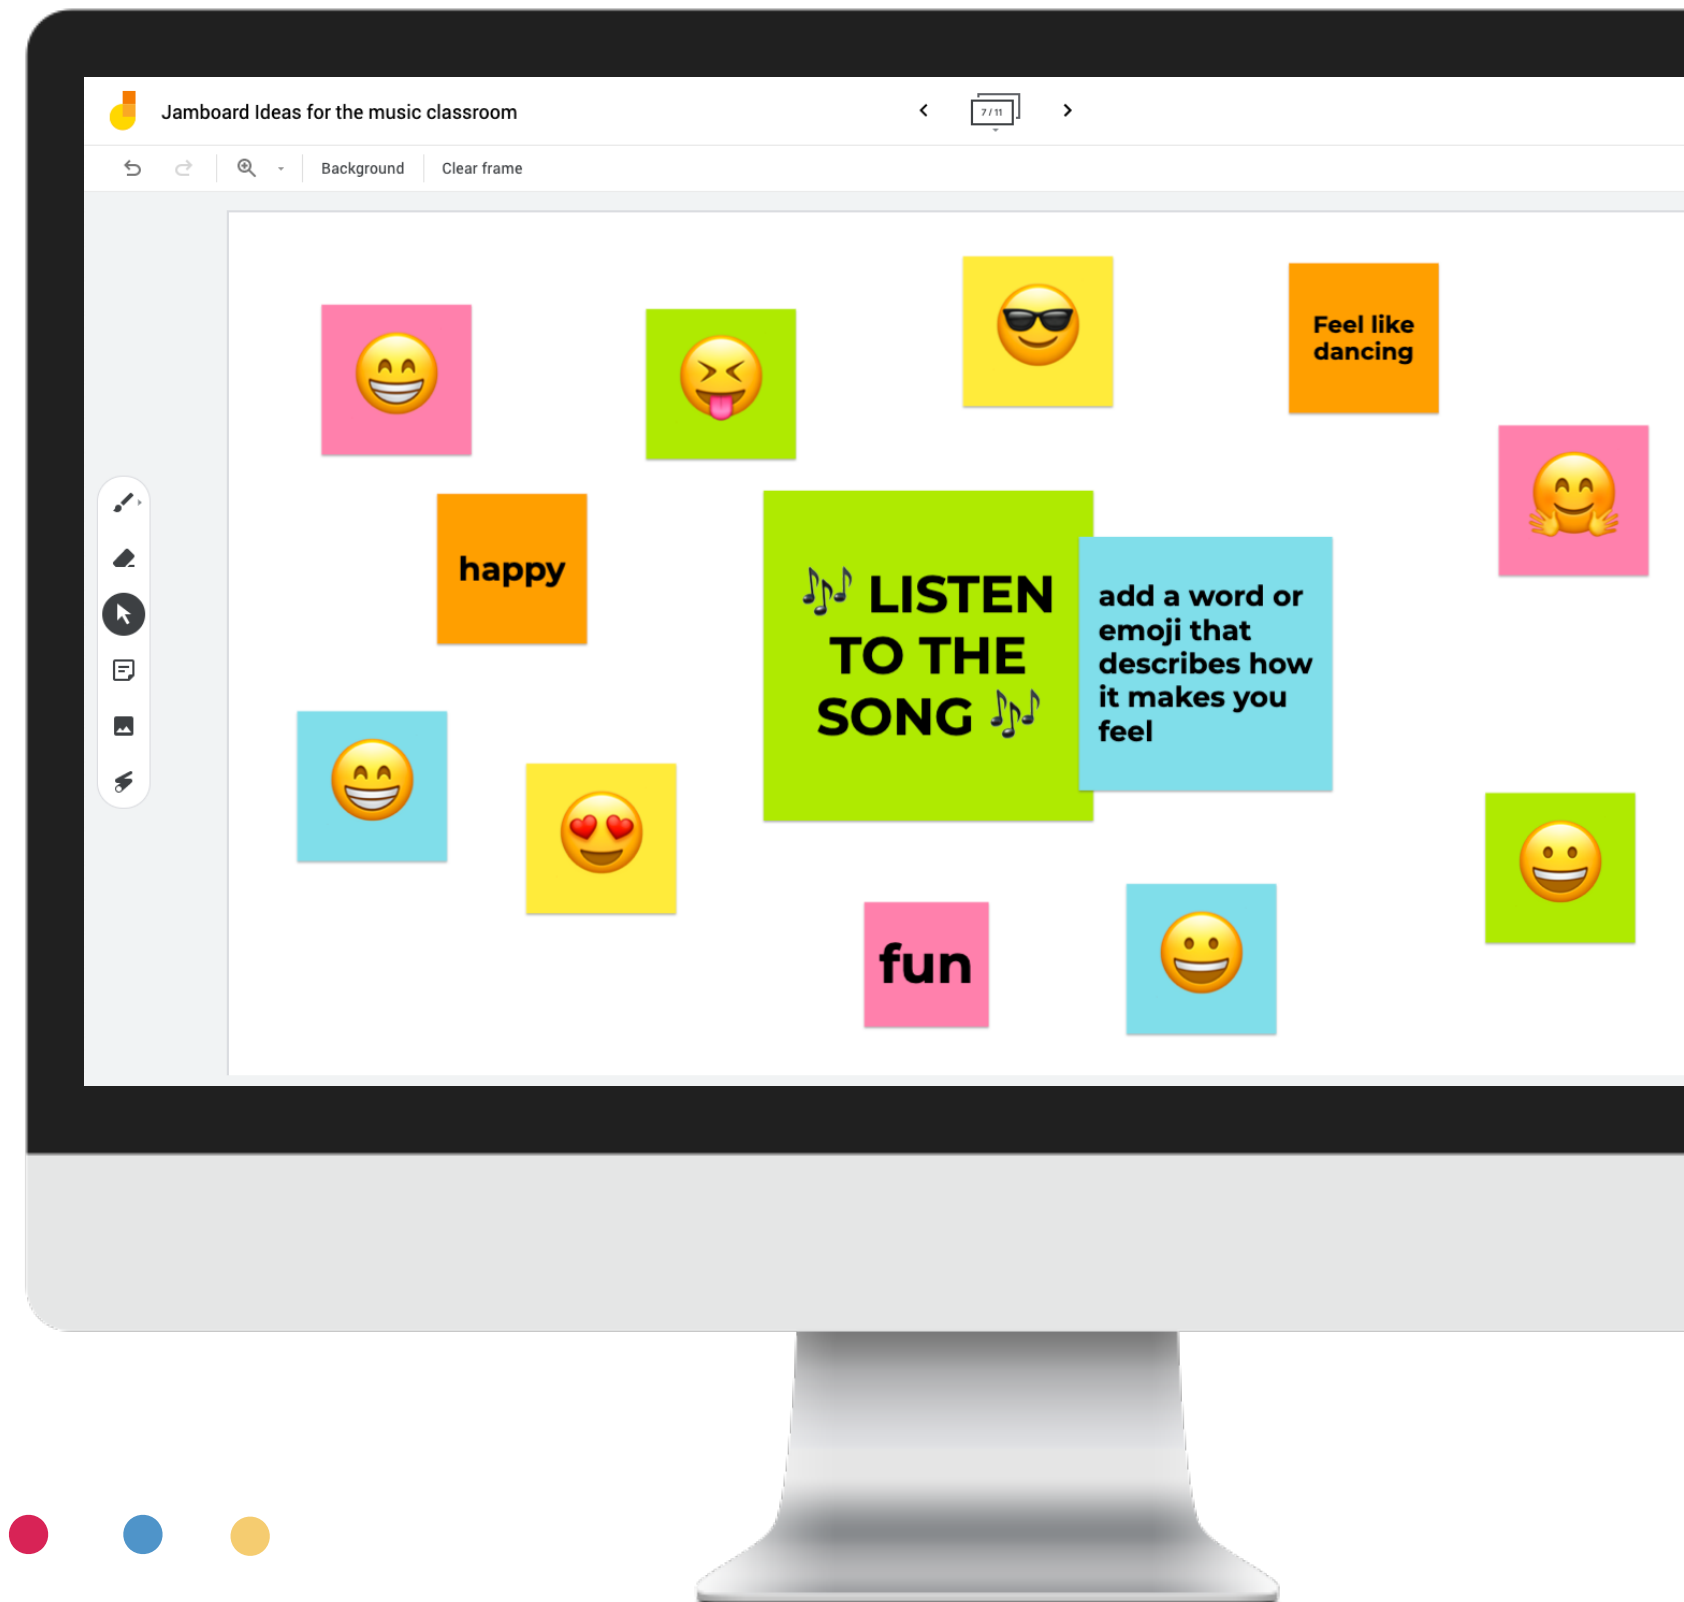 Jamboard Ideas for the music classroom
7/11
Background
Clear frame
Feel like
dancing
happy
🎶 LISTEN
TO THE
SONG 🎶
add a word or
emoji that
describes how
it makes you
feel
fun